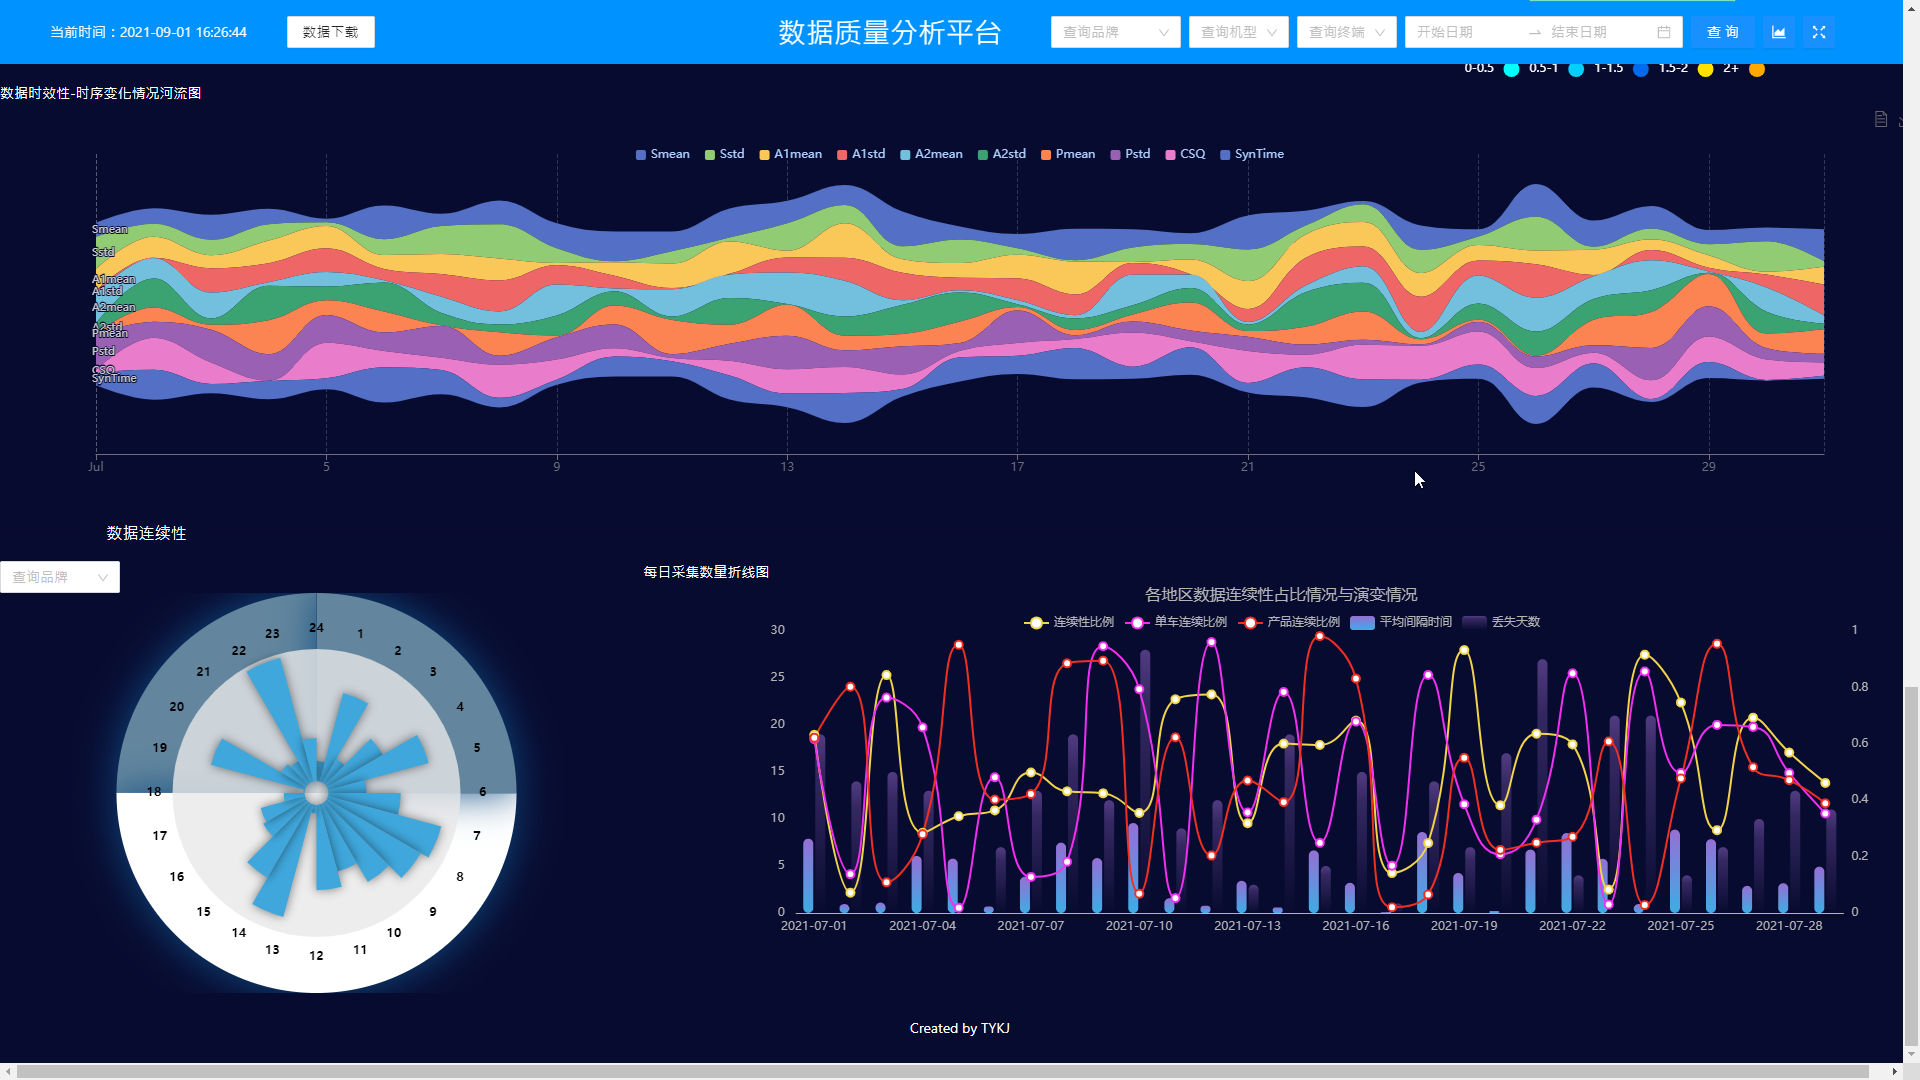 当前时间：2021-09-01 16:26:44
数据下载
数据质量分析平台
查询品牌
查询机型
查询终端
开始日期
结束日期
查 询
0-0.5 0.5-1 1-1.5 1.5-2 2+
数据时效性-时序变化情况河流图
Smean Sstd A1mean A1std A2mean A2std Pmean Pstd CSQ SynTime
Smean
Sstd
A1mean
A1std
A2mean
A2std
Pmean
Pstd
CSQ
SynTime
Jul 5 9 13 17 21 25 29
数据连续性
查询品牌
24 1 2 3 4 5 6 7 8 9 10 11 12 13 14 15 16 17 18 19 20 21 22 23
每日采集数量折线图
各地区数据连续性占比情况与演变情况
连续性比例 单车连续比例 产品连续比例 平均间隔时间 丢失天数
30
25
20
15
10
5
0
1
0.8
0.6
0.4
0.2
0
2021-07-01 2021-07-04 2021-07-07 2021-07-10 2021-07-13 2021-07-16 2021-07-19 2021-07-22 2021-07-25 2021-07-28
Created by TYKJ